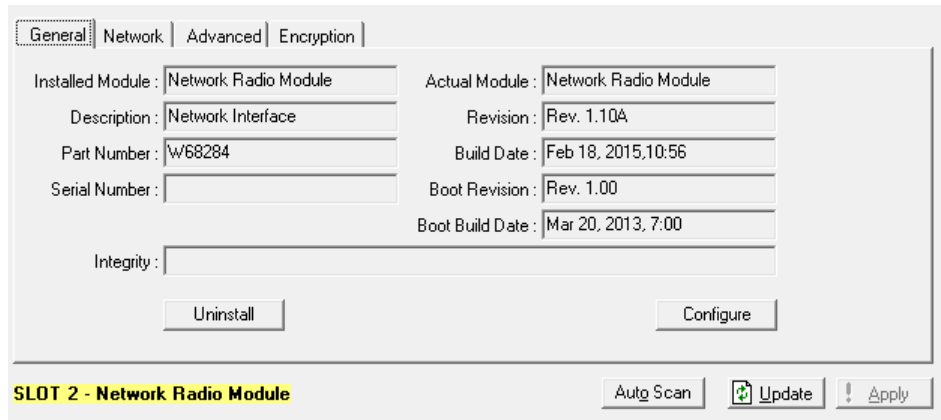 General Network Advanced Encryption
Installed Module : Network Radio Module Actual Module : Network Radio Module
Description : Network Interface Revision : Rev. 1.10A
Part Number : W68284 Build Date : Feb 18, 2015,10:56
Serial Number : Boot Revision : Rev. 1.00
Boot Build Date : Mar 20, 2013, 7:00
Integrity :
Uninstall Configure
SLOT 2 - Network Radio Module Auto Scan Update ! Apply